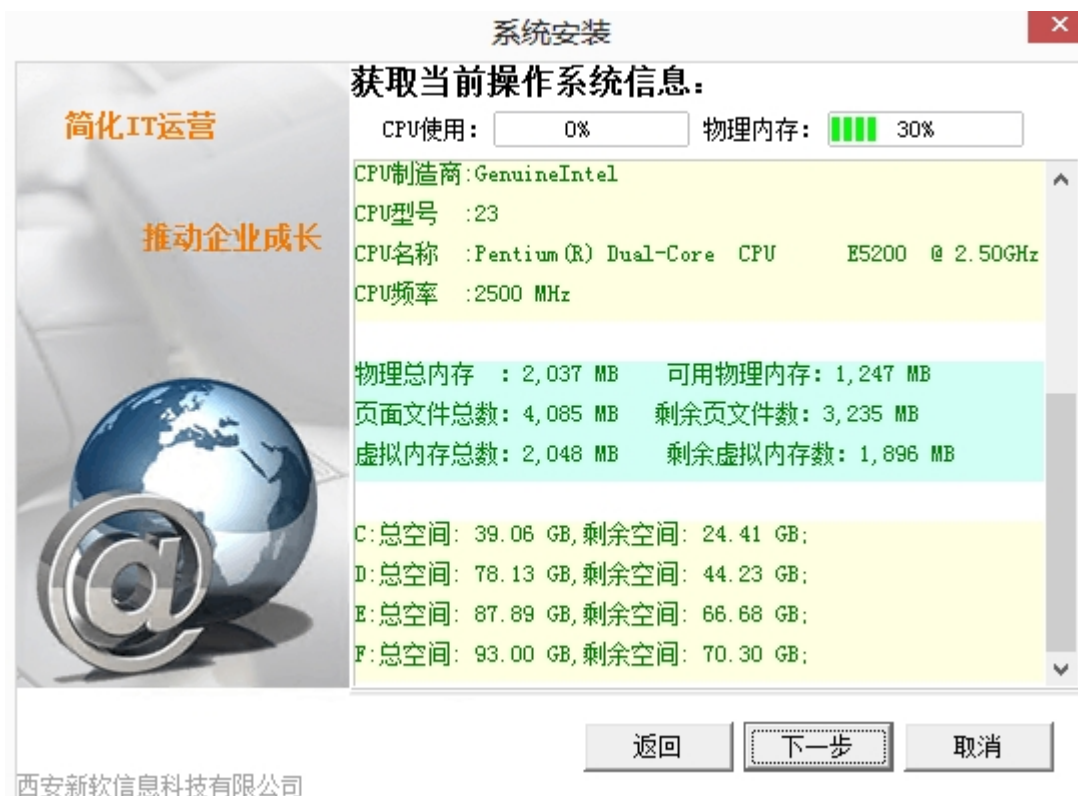 系统安装
获取当前操作系统信息：
简化IT运营
CPU使用： 0% 物理内存： 30%
CPU制造商:GenuineIntel
CPU型号 :23
推动企业成长
CPU名称 :Pentium(R) Dual-Core CPU E5200 @ 2.50GHz
CPU频率 :2500 MHz
物理总内存 ：2,037 MB 可用物理内存：1,247 MB
页面文件总数：4,085 MB 剩余页文件数：3,235 MB
虚拟内存总数：2,048 MB 剩余虚拟内存数：1,896 MB
C:总空间: 39.06 GB,剩余空间: 24.41 GB;
D:总空间: 78.13 GB,剩余空间: 44.23 GB;
E:总空间: 87.89 GB,剩余空间: 66.68 GB;
F:总空间: 93.00 GB,剩余空间: 70.30 GB;
@
返回 下一步 取消
西安新软信息科技有限公司